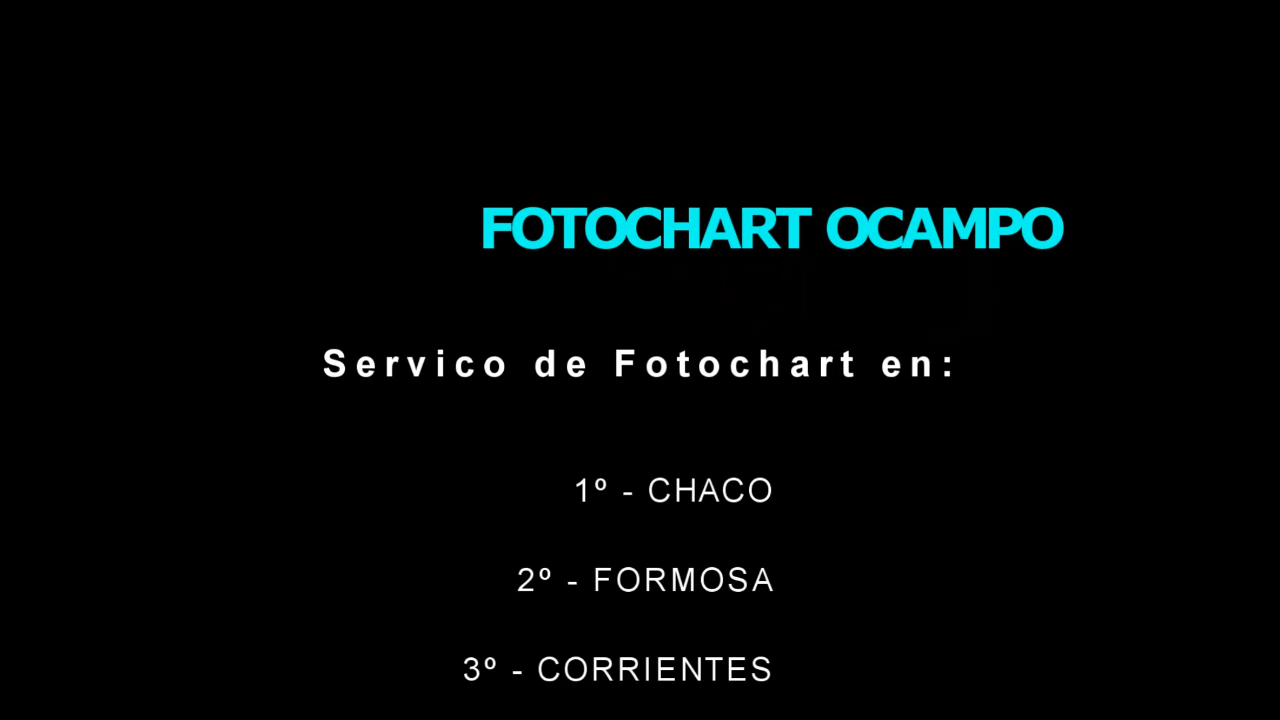 FOTOCHART OCAMPO
Servico de Fotochart en:
1º - CHACO
2º - FORMOSA
3º - CORRIENTES